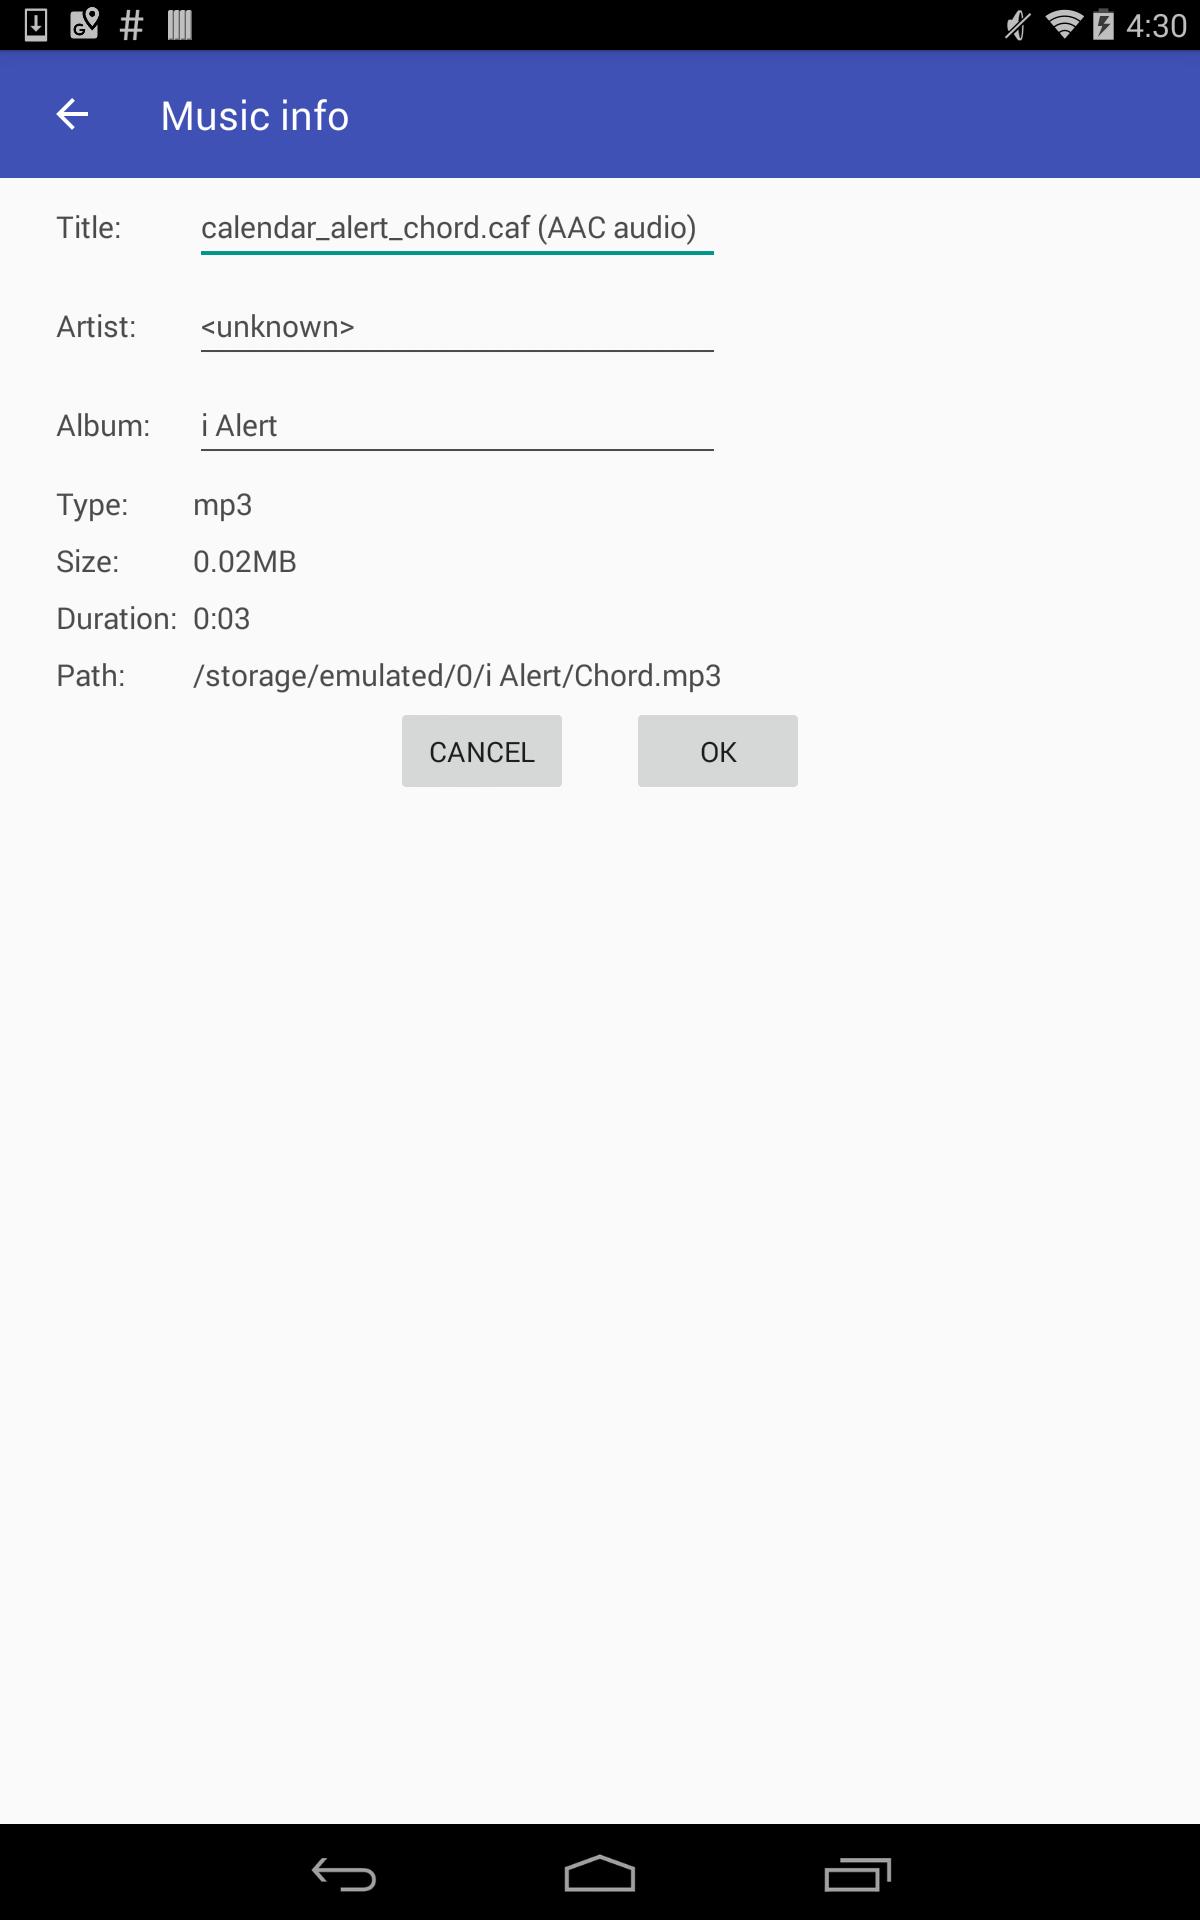 4:30
Music info
Title: calendar_alert_chord.caf (AAC audio)
Artist: <unknown>
Album: i Alert
Type: mp3
Size: 0.02MB
Duration: 0:03
Path: /storage/emulated/0/i Alert/Chord.mp3
CANCEL OK